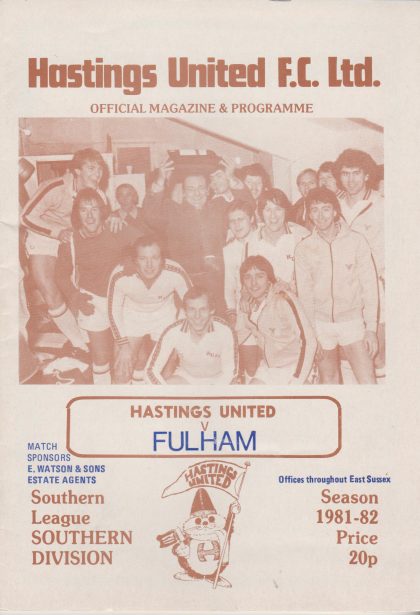 Hastings United F.C. Ltd.
OFFICIAL MAGAZINE & PROGRAMME
HASTINGS UNITED
V
FULHAM
MATCH
SPONSORS
E. WATSON & SONS
ESTATE AGENTS
Offices throughout East Sussex
Southern
League
SOUTHERN
DIVISION
HASTINGS
UNITED
H
Season
1981-82
Price
20p